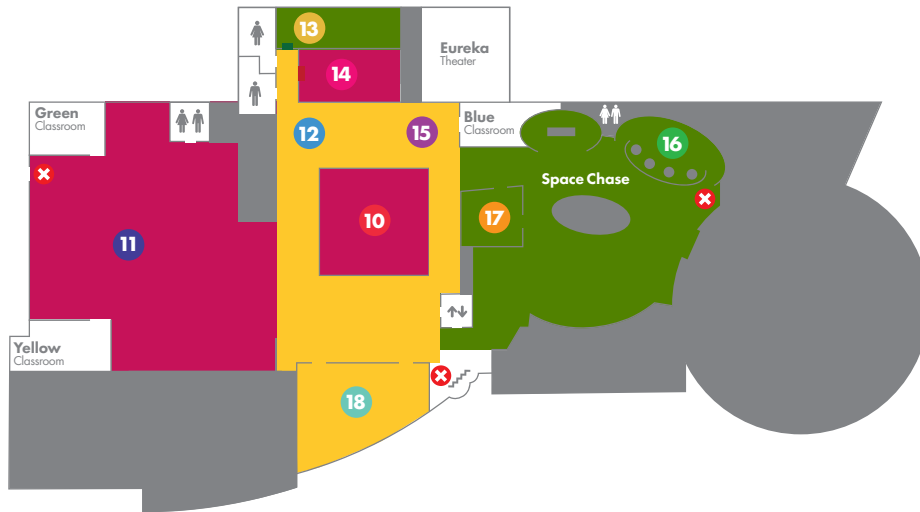 13
Eureka
Theater
14
Green
Classroom
12
15
Blue
Classroom
16
Space Chase
10
17
11
Yellow
Classroom
18